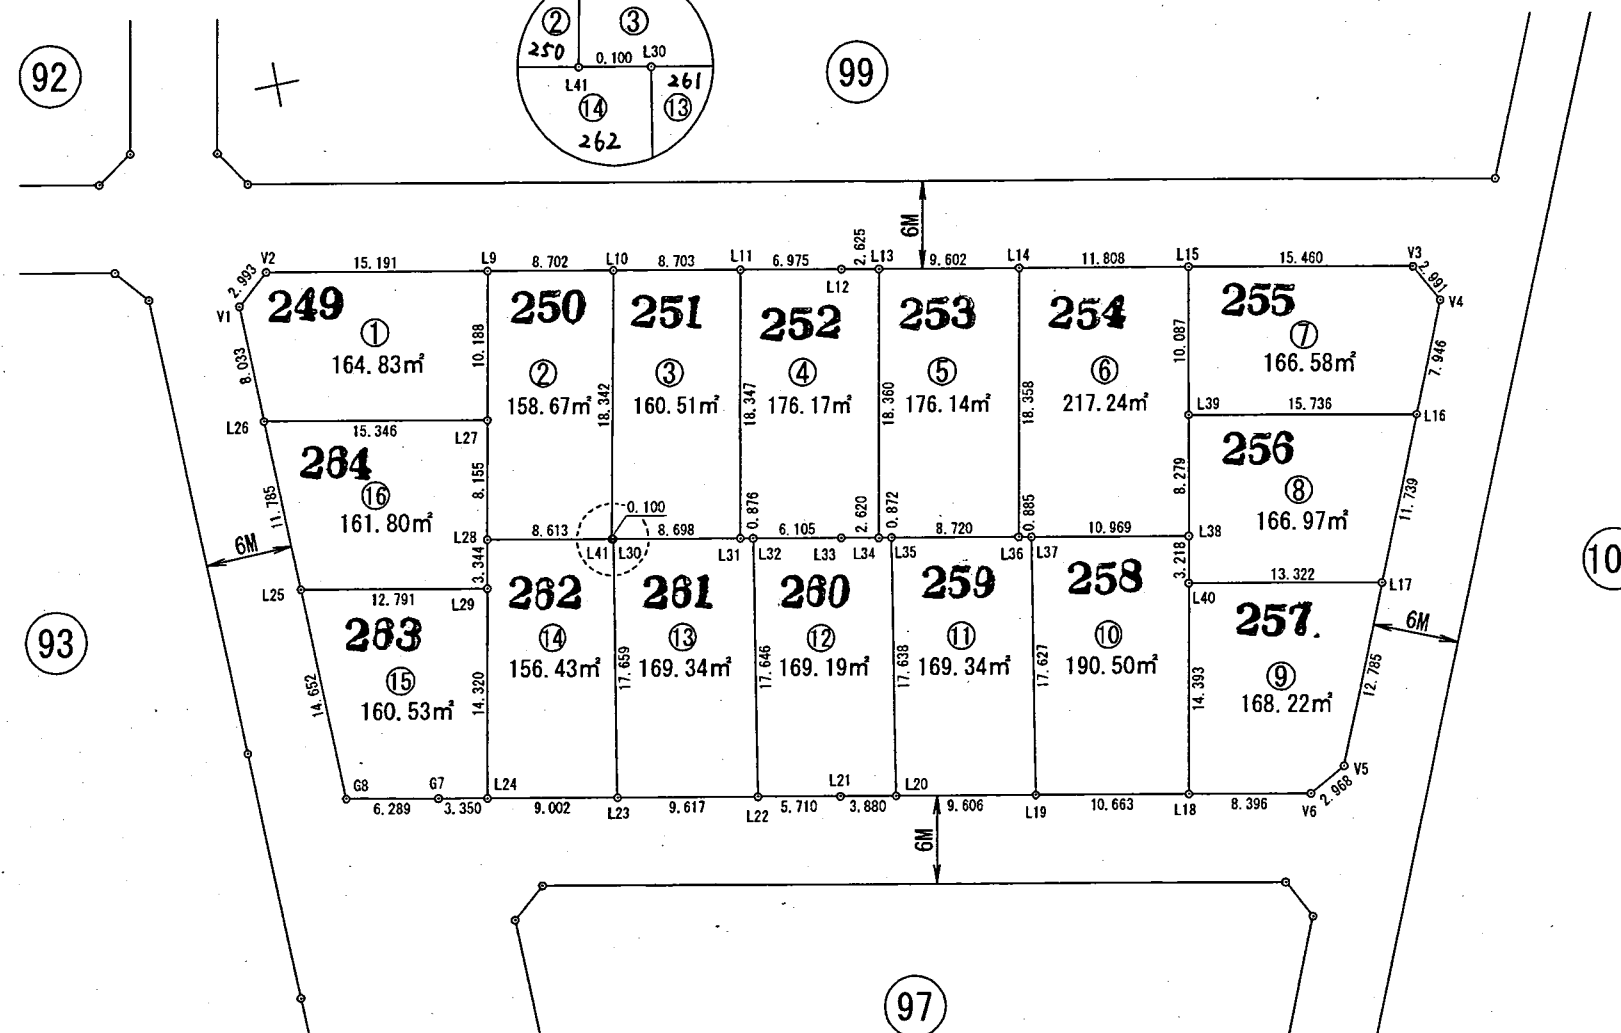 ② ③
250 0.100 L30
L41 261
⑭ ⑬
262
92
99
6M
V2 15.191 L9 8.702 L10 8.703 L11 6.975 L12 2.625 L13 9.602 L14 11.808 L15 15.460 V3
2.993 2.991
V1 V4
249 250 251 252 253 254 255
① ② ③ ④ ⑤ ⑥ ⑦
164.83㎡ 158.67㎡ 160.51㎡ 176.17㎡ 176.14㎡ 217.24㎡ 166.58㎡
8.033 10.188 18.342 18.347 18.360 18.358 10.087 7.946
L26 15.346 L27 L39 15.736 L16
264 256
⑯ ⑧
161.80㎡ 166.97㎡
11.785 8.155 8.279 11.739
0.100 0.876 2.620 0.872 0.885
L28 8.613 8.698 6.105 8.720 10.969 L38
L41 L30 L31 L32 L33 L34 L35 L36 L37
6M
3.344 3.218
L25 12.791 L29 L40 13.322 L17
263 262 261 260 259 258 257.
⑮ ⑭ ⑬ ⑫ ⑪ ⑩ ⑨
160.53㎡ 156.43㎡ 169.34㎡ 169.19㎡ 169.34㎡ 190.50㎡ 168.22㎡
14.652 14.320 17.659 17.646 17.638 17.627 14.393 12.785
6M
93
10
G8 G7 L24 L23 L22 L21 L20 L19 L18 V6 V5
6.289 3.350 9.002 9.617 5.710 3.880 9.606 10.663 8.396 2.968
6M
97